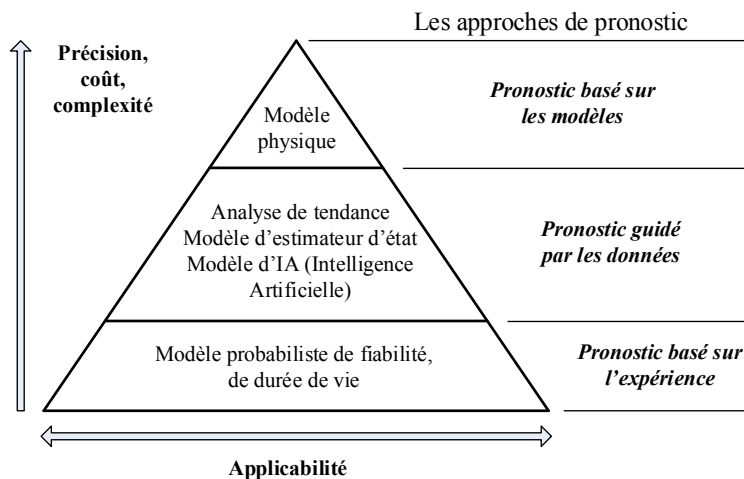 Les approches de pronostic
Précision,
coût,
complexité
Modèle
physique
Pronostic basé sur
les modèles
Analyse de tendance
Modèle d’estimateur d’état
Modèle d’IA (Intelligence
Artificielle)
Pronostic guidé
par les données
Modèle probabiliste de fiabilité,
de durée de vie
Pronostic basé sur
l’expérience
Applicabilité